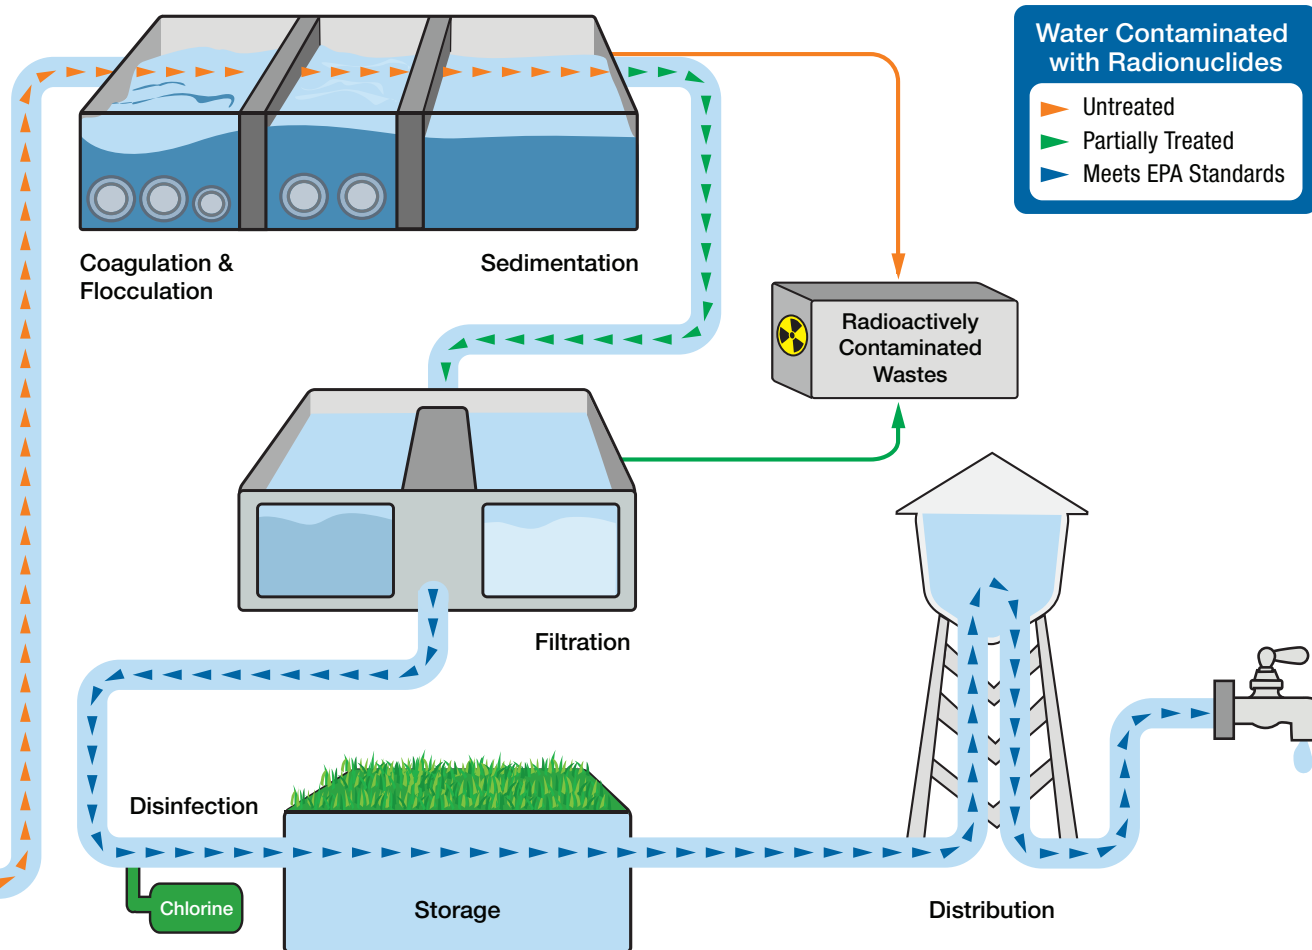 Water Contaminated
with Radionuclides
Untreated
Partially Treated
Meets EPA Standards
Coagulation &
Flocculation
Sedimentation
Radioactively
Contaminated
Wastes
Filtration
Disinfection
Chlorine
Storage
Distribution